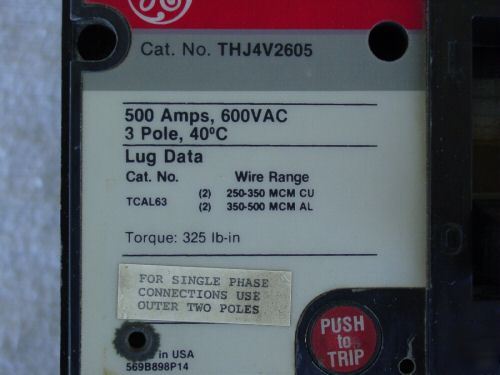 GE
Cat. No. THJ4V2605
500 Amps, 600VAC
3 Pole, 40ºC
Lug Data
Cat. No. Wire Range
TCAL63 (2) 250-350 MCM CU
(2) 350-500 MCM AL
Torque: 325 lb-in
FOR SINGLE PHASE
CONNECTIONS USE
OUTER TWO POLES
in USA
569B898P14
PUSH
to
TRIP